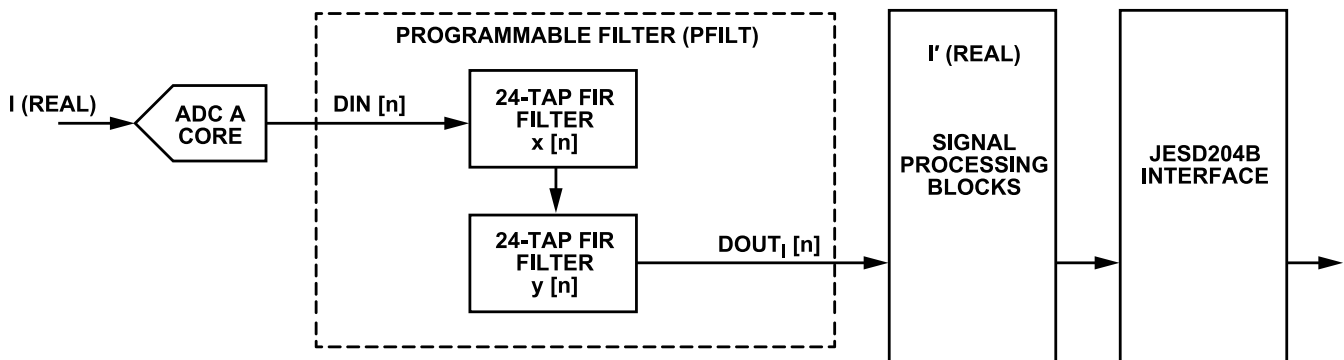 PROGRAMMABLE FILTER (PFILT)
I (REAL)
ADC A
CORE
DIN [n]
24-TAP FIR
FILTER
x [n]
24-TAP FIR
FILTER
y [n]
DOUTI [n]
I′ (REAL)
SIGNAL
PROCESSING
BLOCKS
JESD204B
INTERFACE